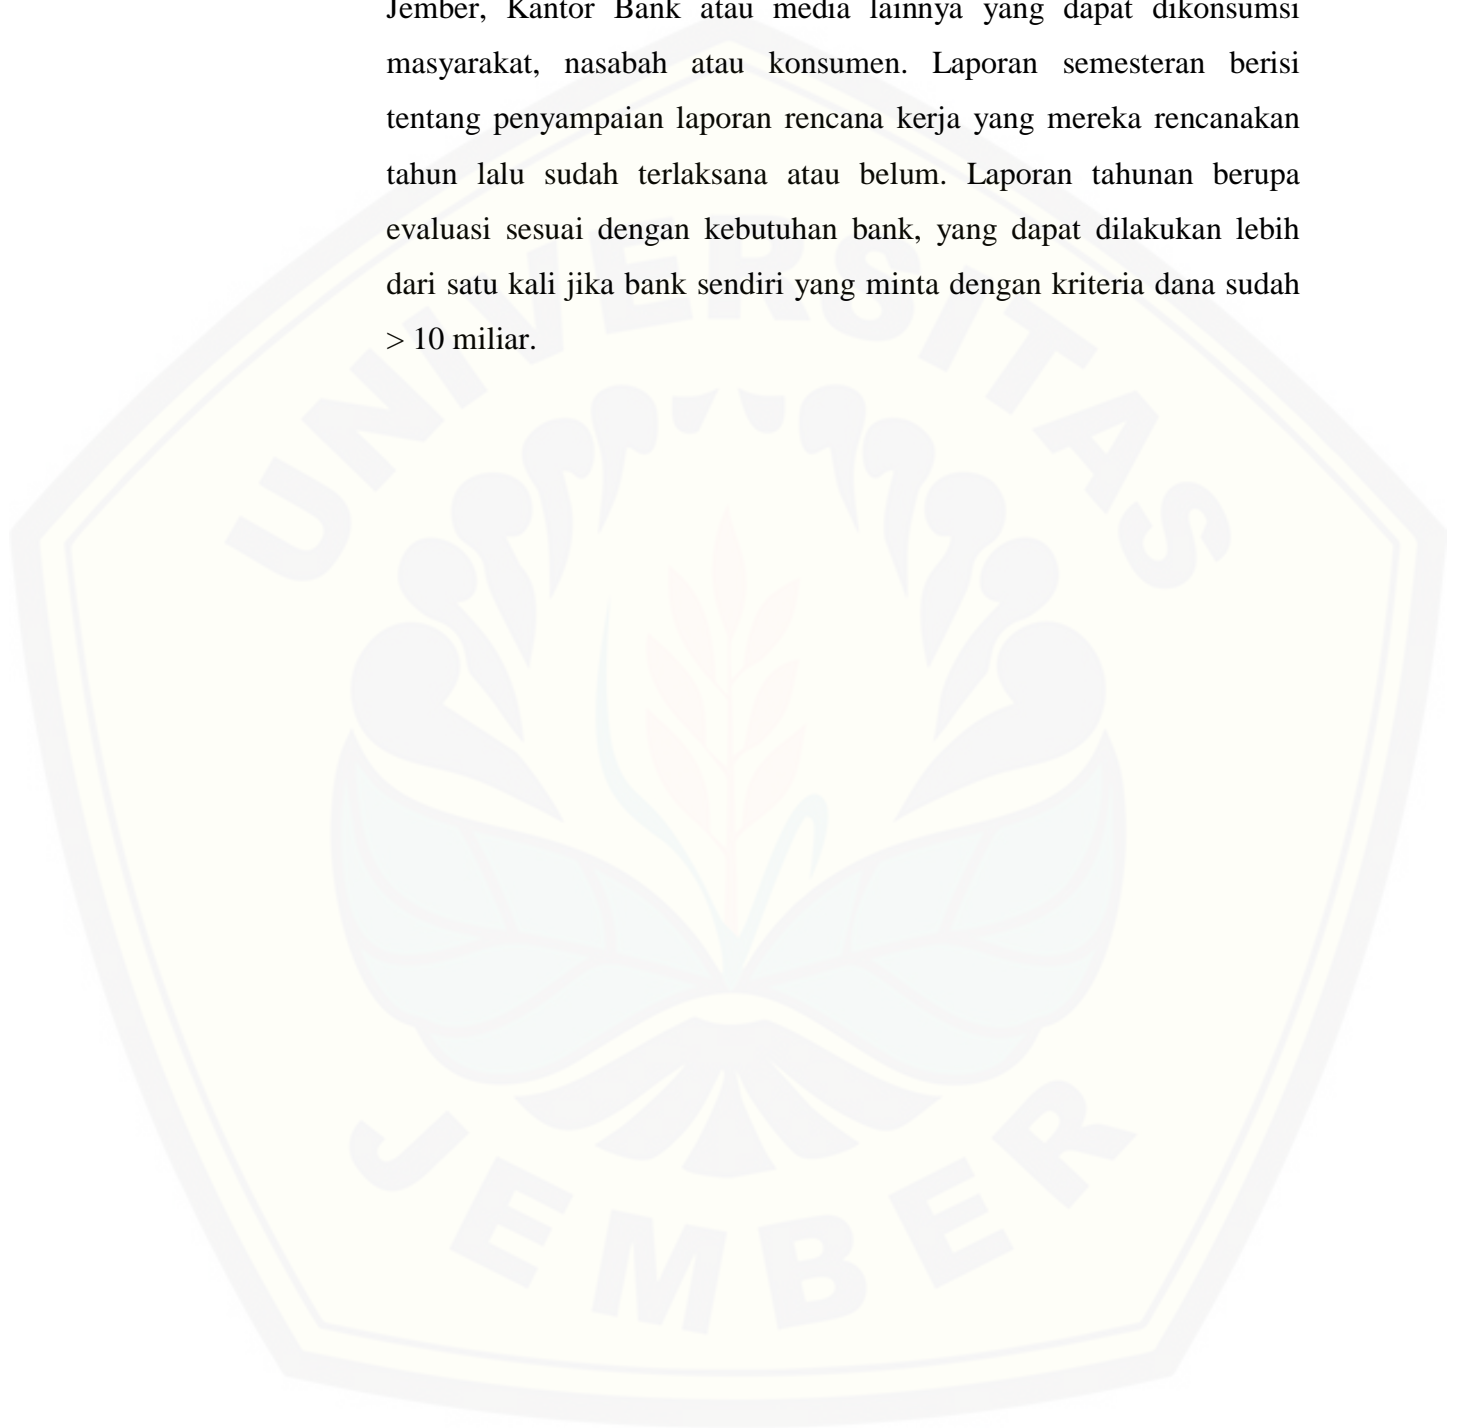 Jember, Kantor Bank atau media lainnya yang dapat dikonsumsi
masyarakat, nasabah atau konsumen. Laporan semesteran berisi
tentang penyampaian laporan rencana kerja yang mereka rencanakan
tahun lalu sudah terlaksana atau belum. Laporan tahunan berupa
evaluasi sesuai dengan kebutuhan bank, yang dapat dilakukan lebih
dari satu kali jika bank sendiri yang minta dengan kriteria dana sudah
> 10 miliar.
UNIVERSITAS
JEMBER